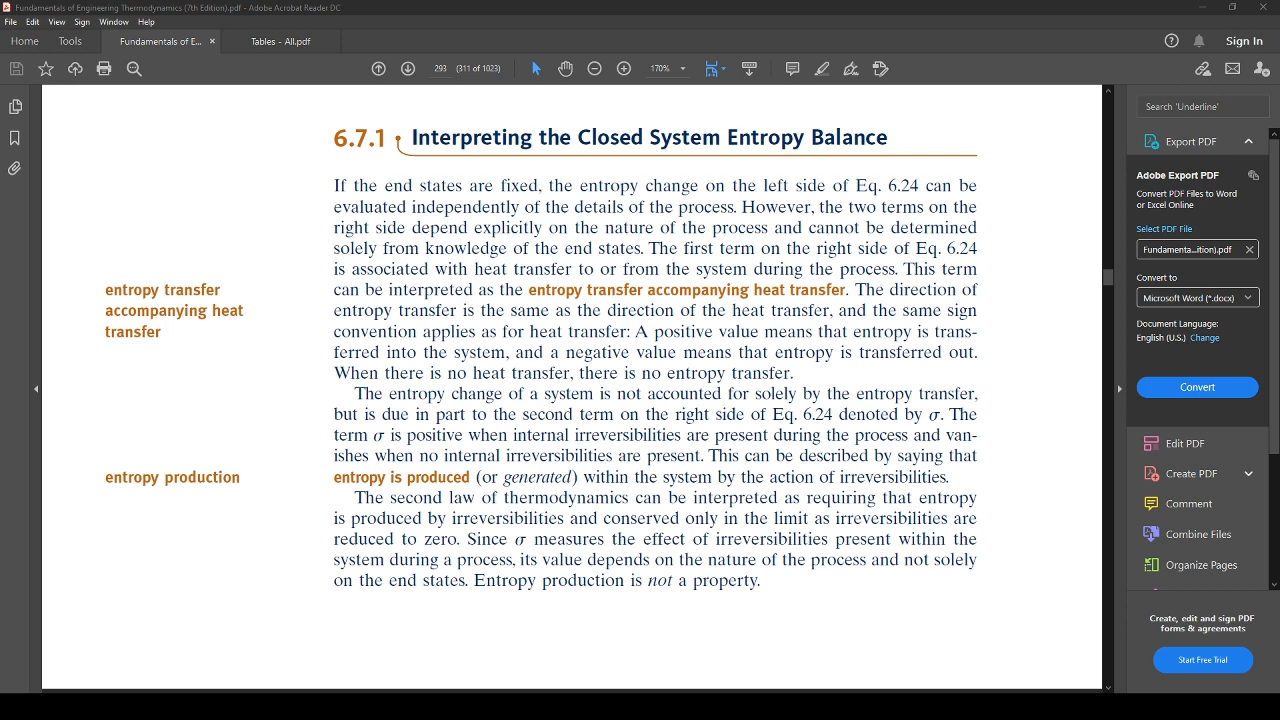 Fundamentals of Engineering Thermodynamics (7th Edition).pdf - Adobe Acrobat Reader DC
File Edit View Sign Window Help
Home Tools Fundamentals of E... × Tables - All.pdf Sign In
293 (311 of 1023) 170%
6.7.1 Interpreting the Closed System Entropy Balance
If the end states are fixed, the entropy change on the left side of Eq. 6.24 can be
evaluated independently of the details of the process. However, the two terms on the
right side depend explicitly on the nature of the process and cannot be determined
solely from knowledge of the end states. The first term on the right side of Eq. 6.24
is associated with heat transfer to or from the system during the process. This term
can be interpreted as the entropy transfer accompanying heat transfer. The direction of
entropy transfer is the same as the direction of the heat transfer, and the same sign
convention applies as for heat transfer: A positive value means that entropy is trans-
ferred into the system, and a negative value means that entropy is transferred out.
When there is no heat transfer, there is no entropy transfer.
The entropy change of a system is not accounted for solely by the entropy transfer,
but is due in part to the second term on the right side of Eq. 6.24 denoted by σ. The
term σ is positive when internal irreversibilities are present during the process and van-
ishes when no internal irreversibilities are present. This can be described by saying that
entropy is produced (or generated) within the system by the action of irreversibilities.
The second law of thermodynamics can be interpreted as requiring that entropy
is produced by irreversibilities and conserved only in the limit as irreversibilities are
reduced to zero. Since σ measures the effect of irreversibilities present within the
system during a process, its value depends on the nature of the process and not solely
on the end states. Entropy production is not a property.
entropy transfer
accompanying heat
transfer
entropy production
Search 'Underline'
Export PDF
Adobe Export PDF
Convert PDF Files to Word
or Excel Online
Select PDF File
Fundamenta...ition).pdf
Convert to
Microsoft Word (*.docx)
Document Language:
English (U.S.) Change
Convert
Edit PDF
Create PDF
Comment
Combine Files
Organize Pages
Create, edit and sign PDF
forms & agreements
Start Free Trial